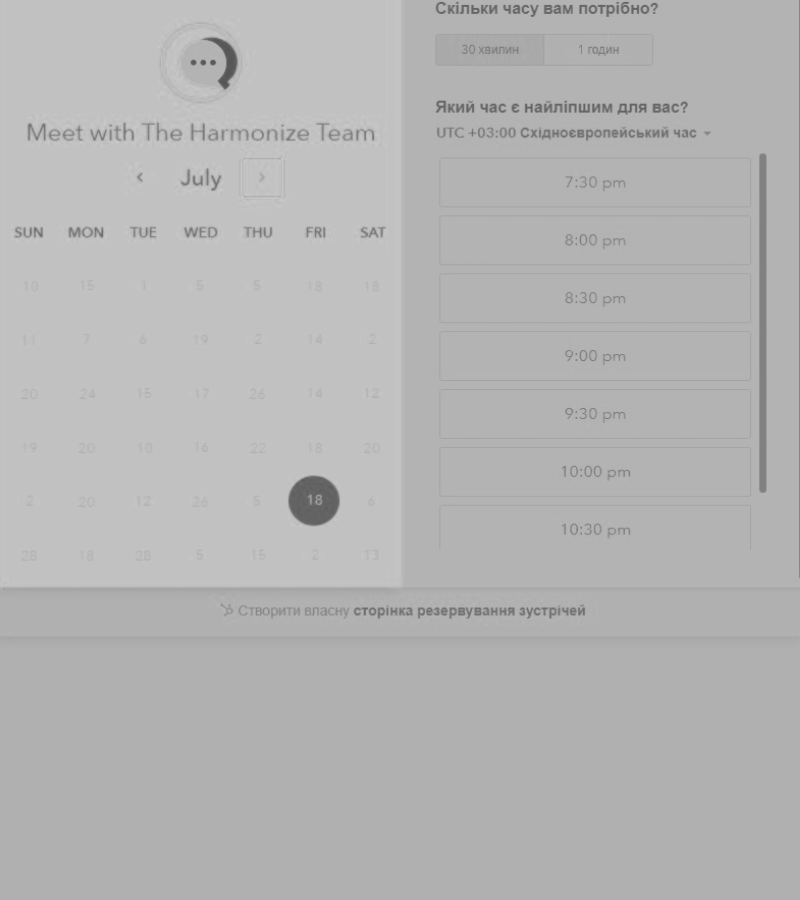 Meet with The Harmonize Team
‹ July ›
SUN MON TUE WED THU FRI SAT
10 15 1 5 5 18 18
11 7 6 19 2 14 2
20 24 15 17 26 14 12
19 20 10 16 22 18 20
2 20 12 26 5 18 6
28 18 28 5 15 2 13
Скільки часу вам потрібно?
30 хвилин 1 годин
Який час є найліпшим для вас?
UTC +03:00 Східноєвропейський час
7:30 pm
8:00 pm
8:30 pm
9:00 pm
9:30 pm
10:00 pm
10:30 pm
Створити власну сторінка резервування зустрічей